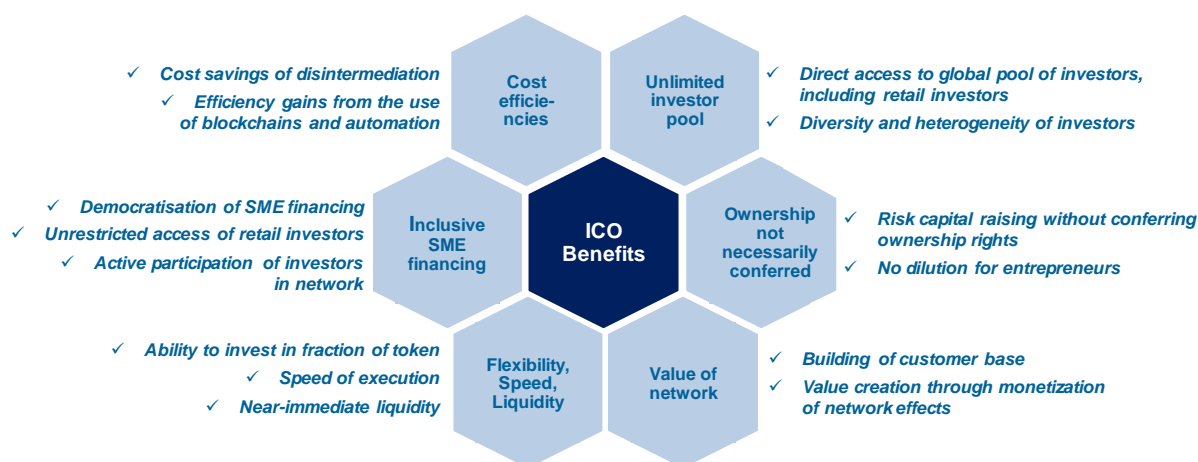 ✓ Cost savings of disintermediation
✓ Efficiency gains from the use
of blockchains and automation
Cost
efficie-
ncies
Unlimited
investor
pool
✓ Direct access to global pool of investors,
including retail investors
✓ Diversity and heterogeneity of investors
✓ Democratisation of SME financing
✓ Unrestricted access of retail investors
✓ Active participation of investors
in network
Inclusive
SME
financing
ICO
Benefits
Ownership
not
necessarily
conferred
✓ Risk capital raising without conferring
ownership rights
✓ No dilution for entrepreneurs
✓ Ability to invest in fraction of token
✓ Speed of execution
✓ Near-immediate liquidity
Flexibility,
Speed,
Liquidity
Value of
network
✓ Building of customer base
✓ Value creation through monetization
of network effects